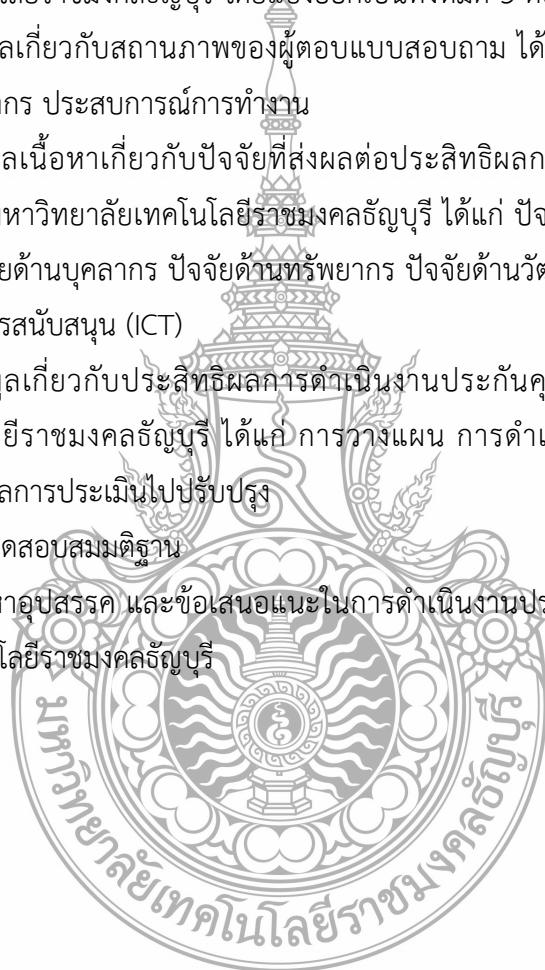 ลเกี่ยวกับสถานภาพของผู้ตอบแบบสอบถาม ได้
กร ประสบการณ์การทำงาน
ลเนื้อหาเกี่ยวกับปัจจัยที่ส่งผลต่อประสิทธิผลก
มหาวิทยาลัยเทคโนโลยีราชมงคลธัญบุรี ได้แก่ ปัจ
ยด้านบุคลากร ปัจจัยด้านทรัพยากร ปัจจัยด้านวัต
รสนับสนุน (ICT)
มูลเกี่ยวกับประสิทธิผลการดำเนินงานประกันคุ
ยีราชมงคลธัญบุรี ได้แก่ การวางแผน การดำเ
ลการประเมินไปปรับปรุง
ดสอบสมมติฐาน
หาอุปสรรค และข้อเสนอแนะในการดำเนินงานประ
โลยีราชมงคลธัญบุรี
มหาวิทยาลัยเทคโนโลยีราชมงคลธัญบุรี